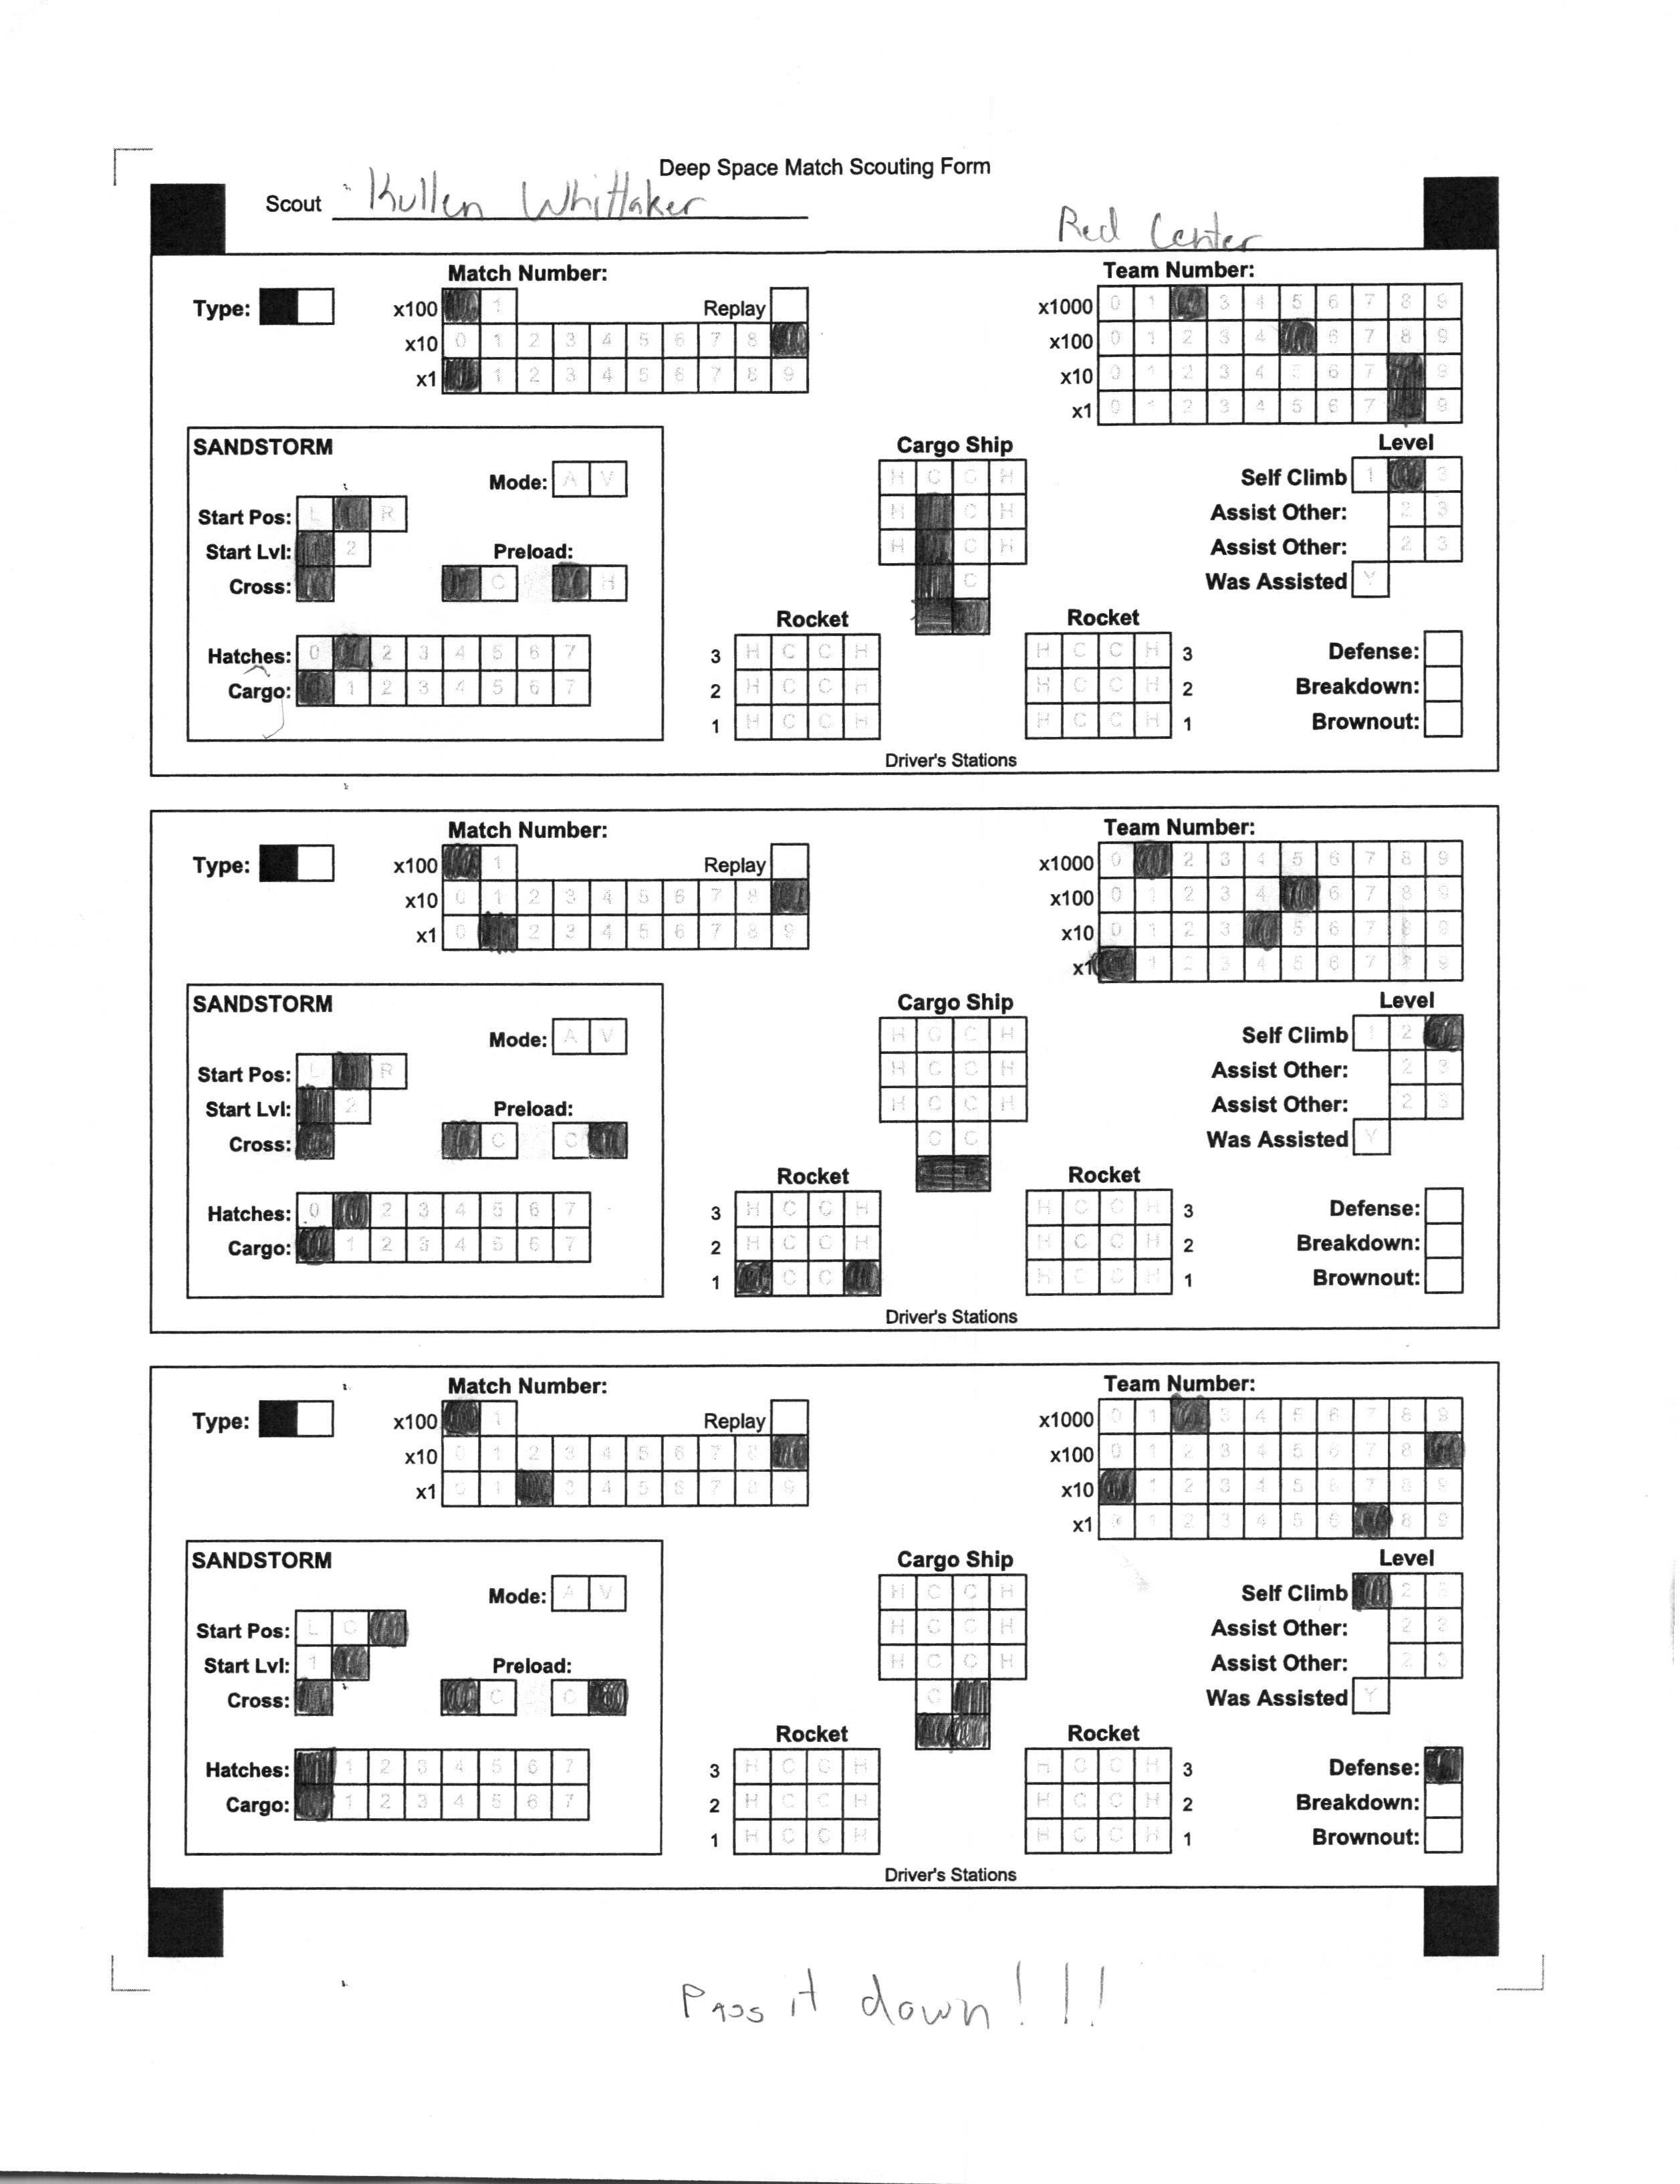 Deep Space Match Scouting Form
Scout Kullen Whittaker
Red Center
Match Number: Team Number:
Type: x100 1 Replay x1000 0 1 3 4 5 6 7 8 9
x10 0 1 2 3 4 5 6 7 8 x100 0 1 2 3 4 6 7 8 9
x1 1 2 3 4 5 6 7 8 9 x10 0 1 2 3 4 5 6 7 9
x1 0 1 2 3 4 5 6 7 9
SANDSTORM Cargo Ship Level
Mode: A V H C C H Self Climb 1 3
Start Pos: L R H C H Assist Other: 2 3
Start Lvl: 2 Preload: H C H Assist Other: 2 3
Cross: C H C Was Assisted Y
Rocket Rocket
Hatches: 0 2 3 4 5 6 7 3 H C C H H C C H 3 Defense:
Cargo: 1 2 3 4 5 6 7 2 H C C H H C C H 2 Breakdown:
1 H C C H H C C H 1 Brownout:
Driver's Stations
Match Number: Team Number:
Type: x100 1 Replay x1000 0 2 3 4 5 6 7 8 9
x10 0 1 2 3 4 5 6 7 8 x100 0 1 2 3 4 6 7 8 9
x1 0 2 3 4 5 6 7 8 9 x10 0 1 2 3 5 6 7 8 9
x1 1 2 3 4 5 6 7 8 9
SANDSTORM Cargo Ship Level
Mode: A V H C C H Self Climb 1 2
Start Pos: L R H C C H Assist Other: 2 3
Start Lvl: 2 Preload: H C C H Assist Other: 2 3
Cross: C C C C Was Assisted Y
Rocket Rocket
Hatches: 0 2 3 4 5 6 7 3 H C C H H C C H 3 Defense:
Cargo: 1 2 3 4 5 6 7 2 H C C H H C C H 2 Breakdown:
1 C C H C C H 1 Brownout:
Driver's Stations
Match Number: Team Number:
Type: x100 1 Replay x1000 0 1 3 4 5 6 7 8 9
x10 0 1 2 3 4 5 6 7 8 x100 0 1 2 3 4 5 6 7 8
x1 0 1 3 4 5 6 7 8 9 x10 1 2 3 4 5 6 7 8 9
x1 0 1 2 3 4 5 6 8 9
SANDSTORM Cargo Ship Level
Mode: A V H C C H Self Climb 2 3
Start Pos: L C H C C H Assist Other: 2 3
Start Lvl: 1 Preload: H C C H Assist Other: 2 3
Cross: C C C Was Assisted Y
Rocket Rocket
Hatches: 1 2 3 4 5 6 7 3 H C C H H C C H 3 Defense:
Cargo: 1 2 3 4 5 6 7 2 H C C H H C C H 2 Breakdown:
1 H C C H H C C H 1 Brownout:
Driver's Stations
Pass it down!!!